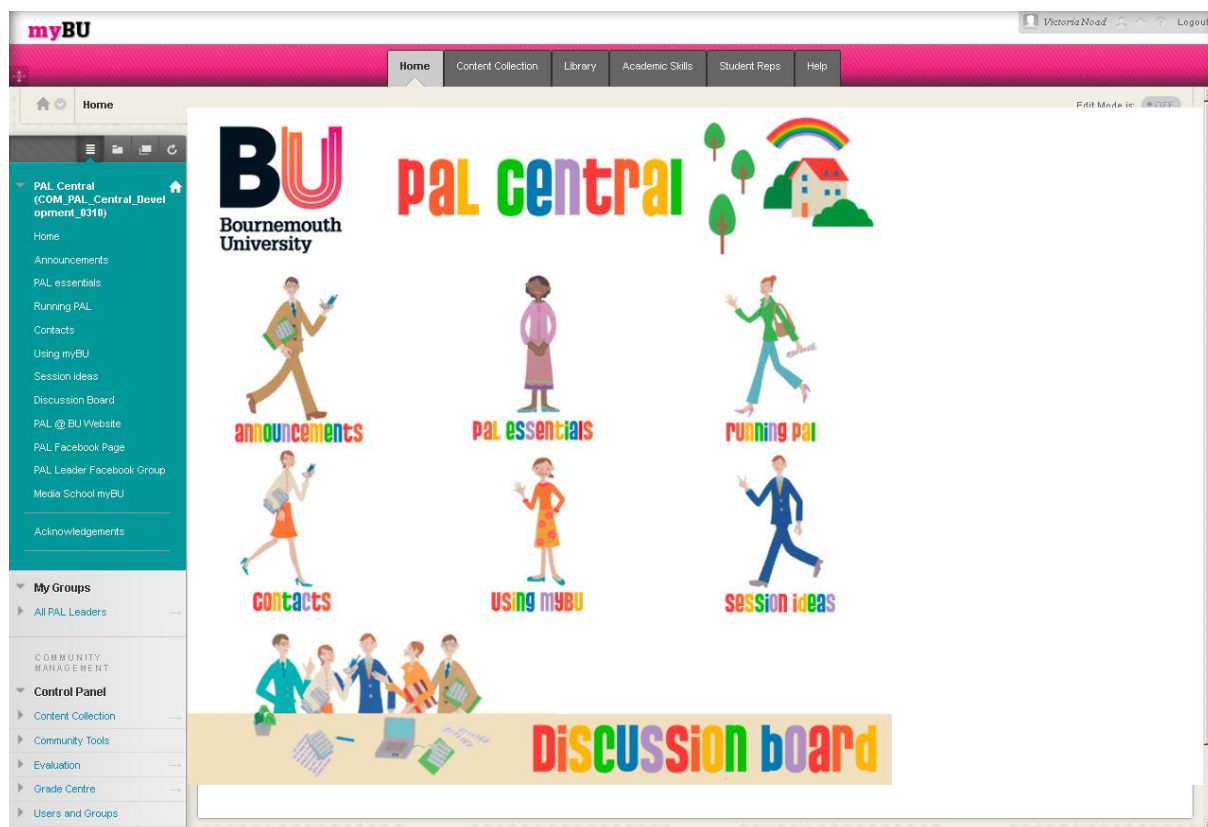 myBU
Victoria Noad
Logout
Home
Content Collection
Library
Academic Skills
Student Reps
Help
Home
Edit Mode is:
OFF
PAL Central
(COM_PAL_Central_Devel
opment_0310)
Home
Announcements
PAL essentials
Running PAL
Contacts
Using myBU
Session ideas
Discussion Board
PAL @ BU Website
PAL Facebook Page
PAL Leader Facebook Group
Media School myBU
Acknowledgements
My Groups
All PAL Leaders
COMMUNITY
MANAGEMENT
Control Panel
Content Collection
Community Tools
Evaluation
Grade Centre
Users and Groups
BU
Bournemouth
University
pal central
announcements
pal essentials
running pal
contacts
using myBU
session ideas
Discussion board